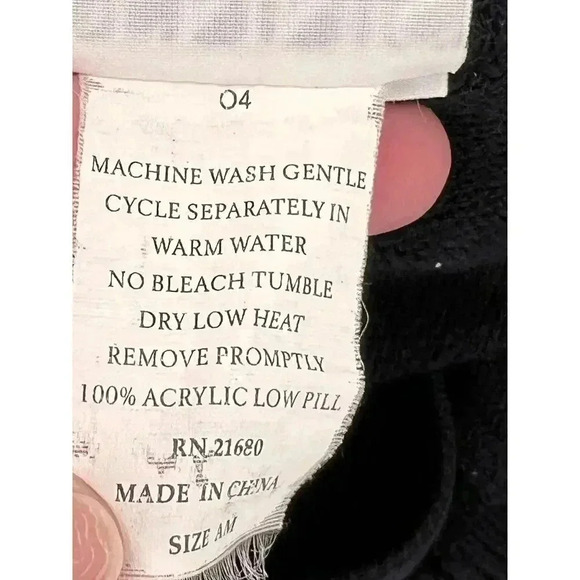 04
MACHINE WASH GENTLE
CYCLE SEPARATELY IN
WARM WATER
NO BLEACH TUMBLE
DRY LOW HEAT
REMOVE PROMPTLY
100% ACRYLIC LOW PILL
RN 21680
MADE IN CHINA
SIZE AM